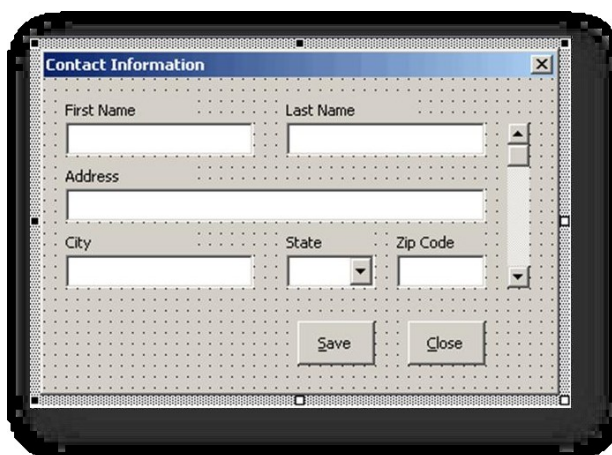 Contact Information
First Name Last Name
Address
City State Zip Code
Save Close